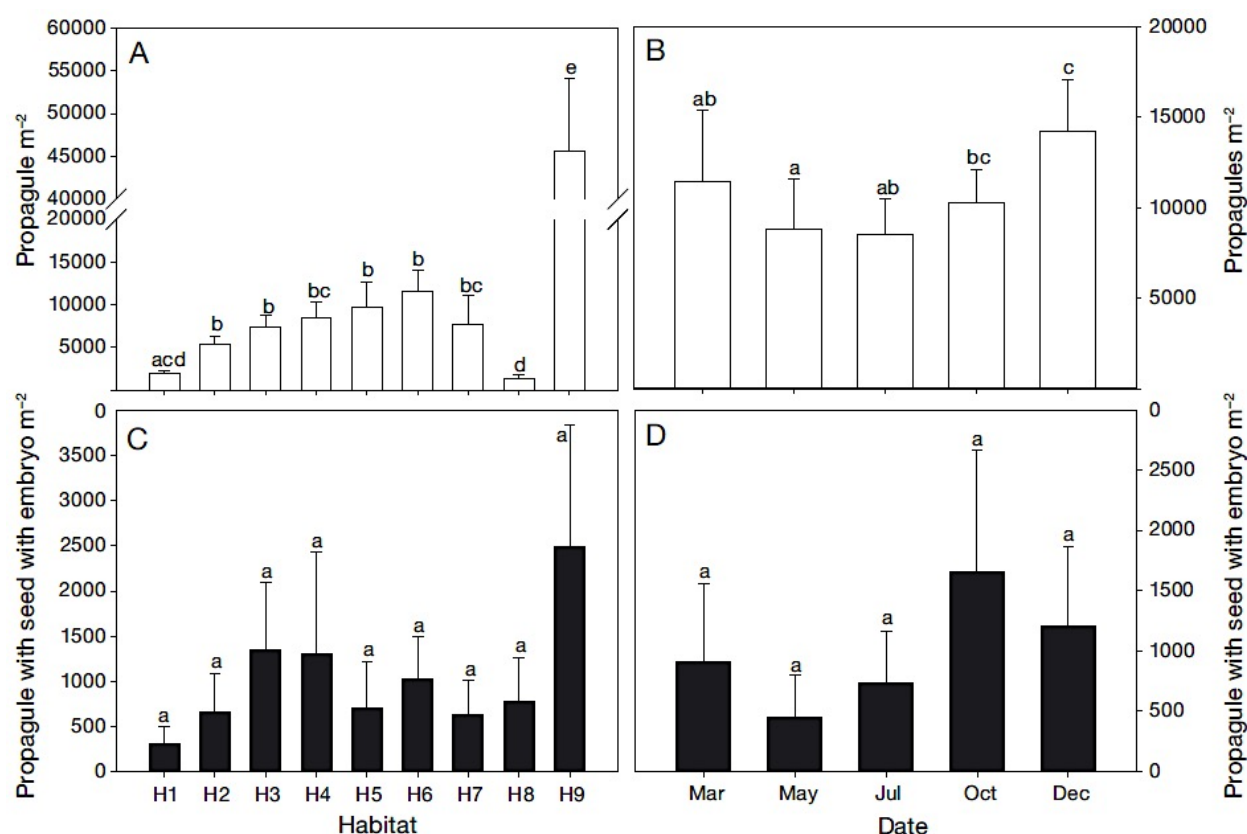 A
B
Propagule m⁻²
60000
55000
50000
45000
40000
20000
15000
10000
5000
acd
b
b
bc
b
b
bc
d
e
ab
a
ab
bc
c
20000
15000
10000
5000
Propagules m⁻²
C
D
Propagule with seed with embryo m⁻²
0
3500
3000
2500
2000
1500
1000
500
0
a
a
a
a
a
a
a
a
a
a
a
a
a
a
0
2500
2000
1500
1000
500
0
Propagule with seed with embryo m⁻²
H1 H2 H3 H4 H5 H6 H7 H8 H9
Habitat
Mar May Jul Oct Dec
Date